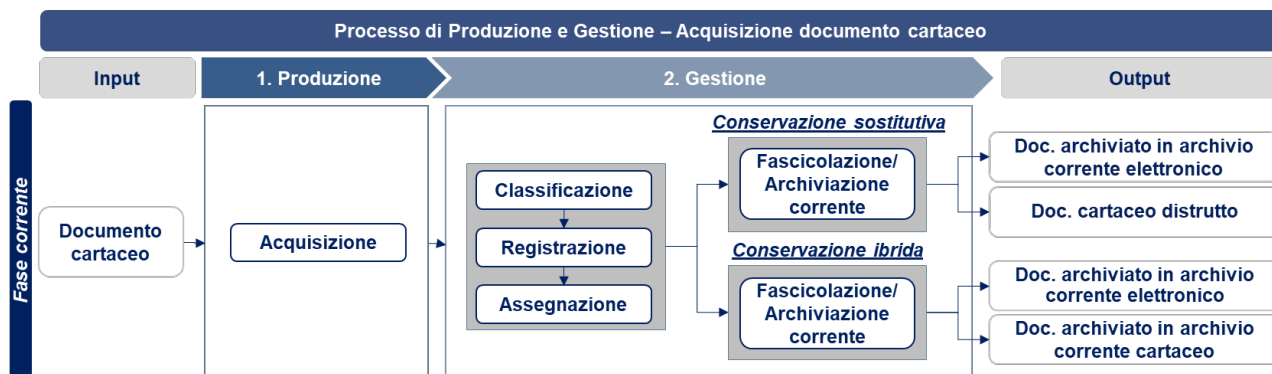 Processo di Produzione e Gestione – Acquisizione documento cartaceo
Input
1. Produzione
2. Gestione
Output
Fase corrente
Documento
cartaceo
Acquisizione
Classificazione
Registrazione
Assegnazione
Conservazione sostitutiva
Fascicolazione/
Archiviazione
corrente
Conservazione ibrida
Fascicolazione/
Archiviazione
corrente
Doc. archiviato in archivio
corrente elettronico
Doc. cartaceo distrutto
Doc. archiviato in archivio
corrente elettronico
Doc. archiviato in archivio
corrente cartaceo